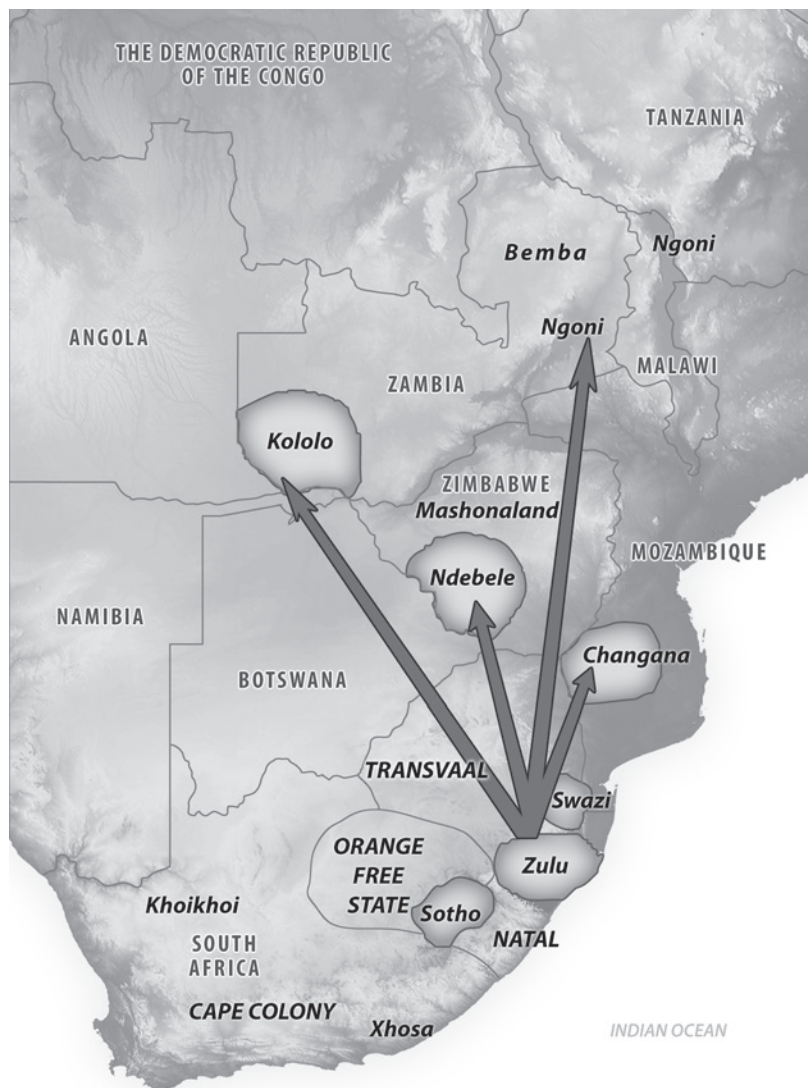 THE DEMOCRATIC REPUBLIC
OF THE CONGO
TANZANIA
Bemba
Ngoni
Ngoni
ANGOLA
ZAMBIA
MALAWI
Kololo
ZIMBABWE
Mashonaland
MOZAMBIQUE
Ndebele
NAMIBIA
BOTSWANA
Changana
TRANSVAAL
Swazi
ORANGE
FREE
STATE
Zulu
Khoikhoi
Sotho
SOUTH
AFRICA
NATAL
CAPE COLONY
Xhosa
INDIAN OCEAN